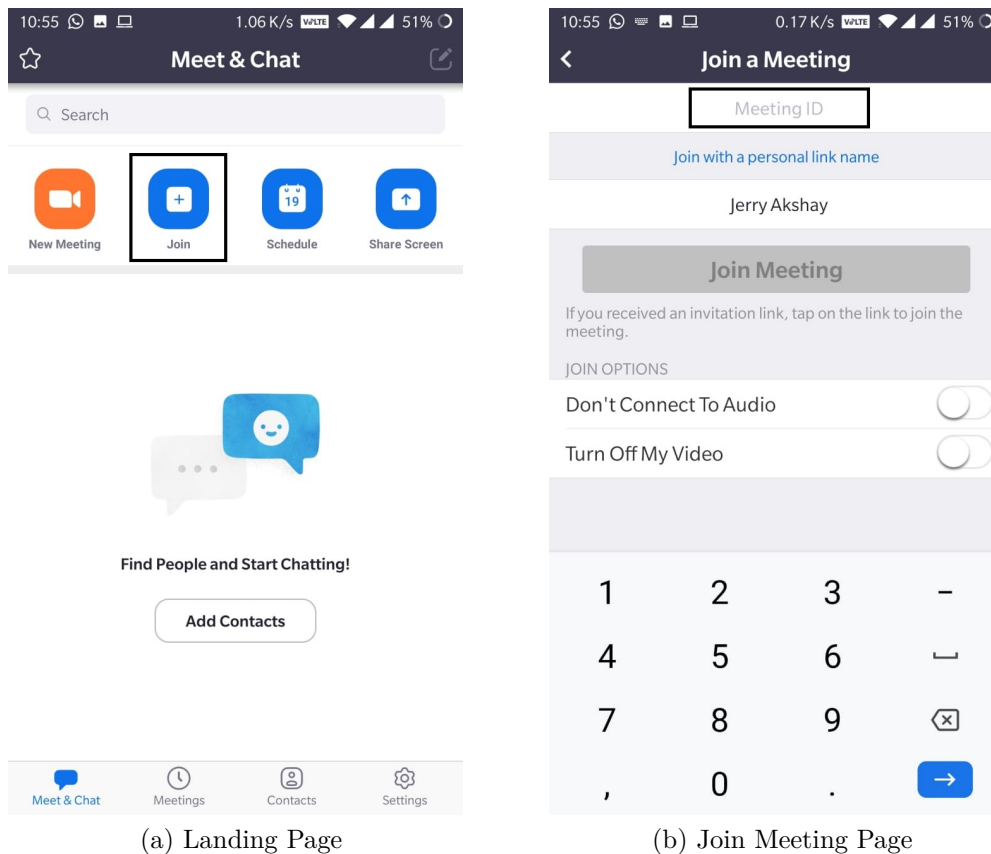 10:55 1.06 K/s VoLTE 51%
Meet & Chat
Search
19
New Meeting Join Schedule Share Screen
Find People and Start Chatting!
Add Contacts
Meet & Chat Meetings Contacts Settings
(a) Landing Page
10:55 0.17 K/s VoLTE 51%
Join a Meeting
Meeting ID
Join with a personal link name
Jerry Akshay
Join Meeting
If you received an invitation link, tap on the link to join the
meeting.
JOIN OPTIONS
Don't Connect To Audio
Turn Off My Video
1 2 3 -
4 5 6
7 8 9
, 0 .
(b) Join Meeting Page